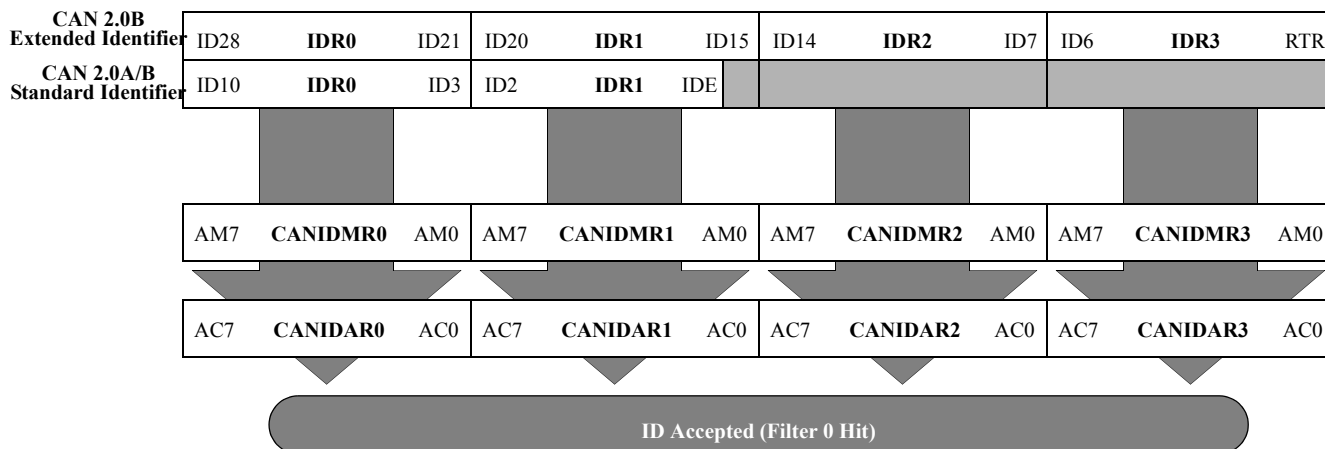 CAN 2.0B
Extended Identifier
ID28 IDR0 ID21 ID20 IDR1 ID15 ID14 IDR2 ID7 ID6 IDR3 RTR
CAN 2.0A/B
Standard Identifier
ID10 IDR0 ID3 ID2 IDR1 IDE
AM7 CANIDMR0 AM0 AM7 CANIDMR1 AM0 AM7 CANIDMR2 AM0 AM7 CANIDMR3 AM0
AC7 CANIDAR0 AC0 AC7 CANIDAR1 AC0 AC7 CANIDAR2 AC0 AC7 CANIDAR3 AC0
ID Accepted (Filter 0 Hit)